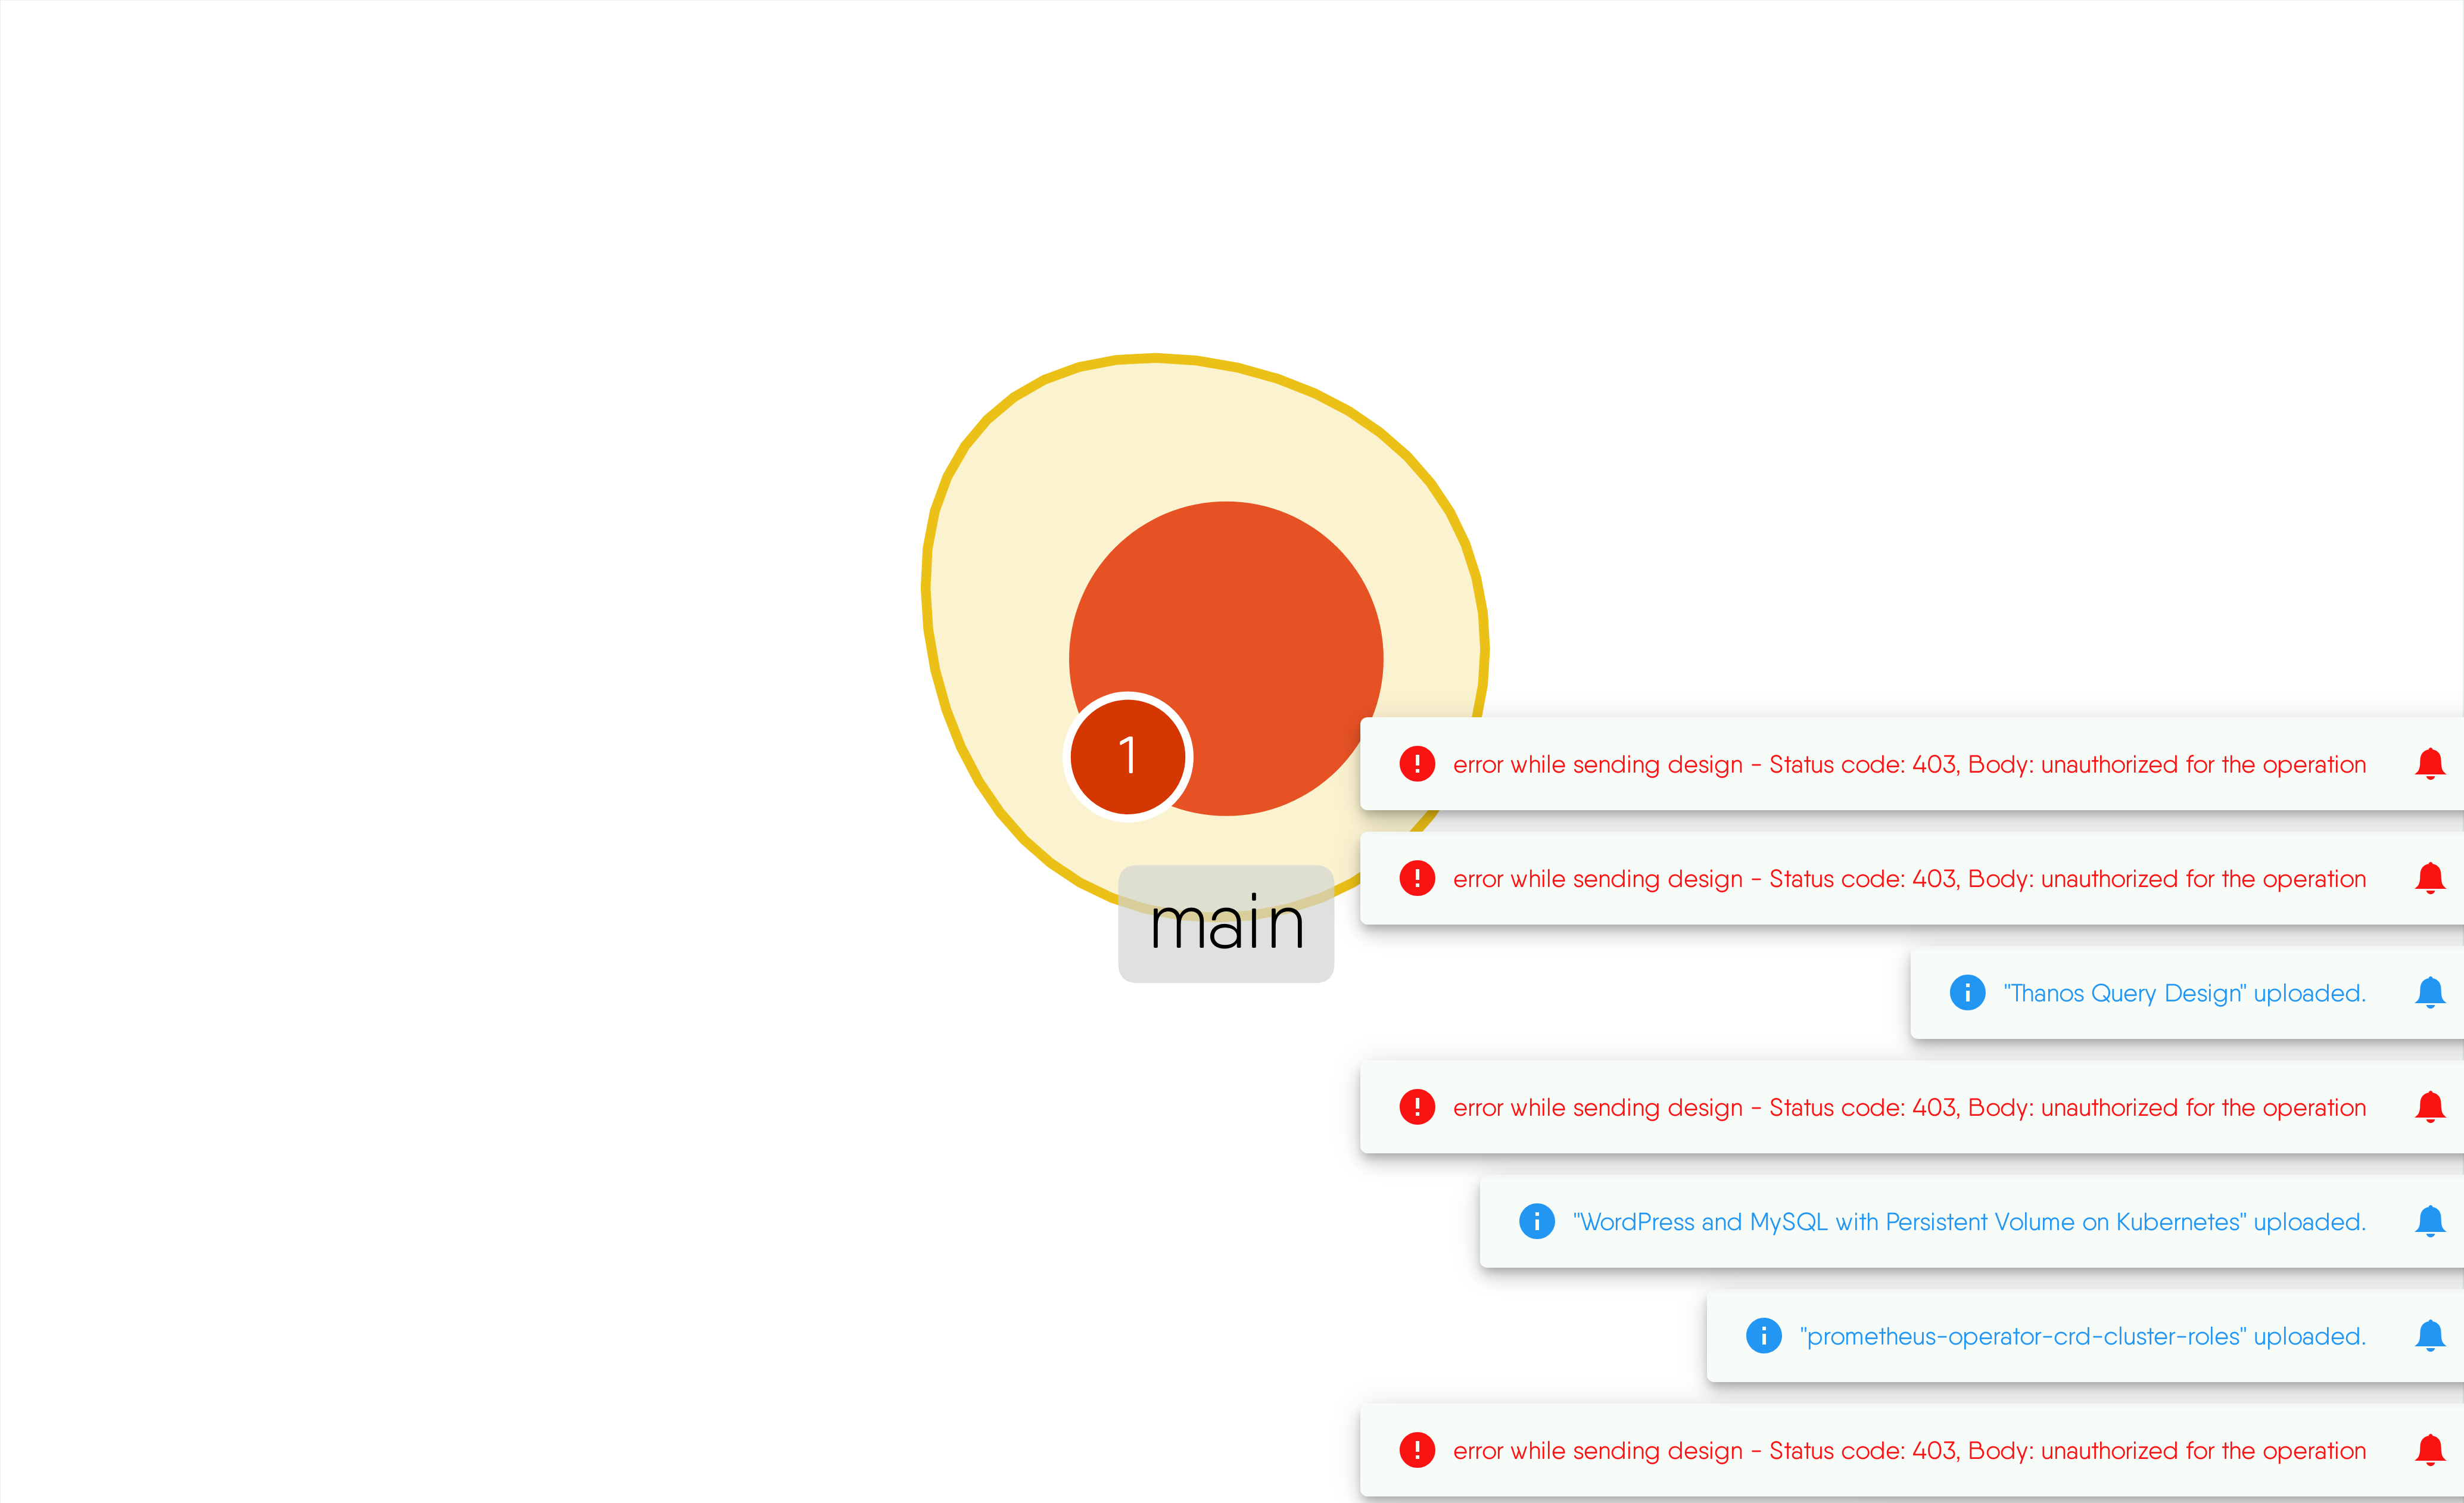 1
error while sending design - Status code: 403, Body: unauthorized for the operation
error while sending design - Status code: 403, Body: unauthorized for the operation
main
"Thanos Query Design" uploaded.
error while sending design - Status code: 403, Body: unauthorized for the operation
"WordPress and MySQL with Persistent Volume on Kubernetes" uploaded.
"prometheus-operator-crd-cluster-roles" uploaded.
error while sending design - Status code: 403, Body: unauthorized for the operation